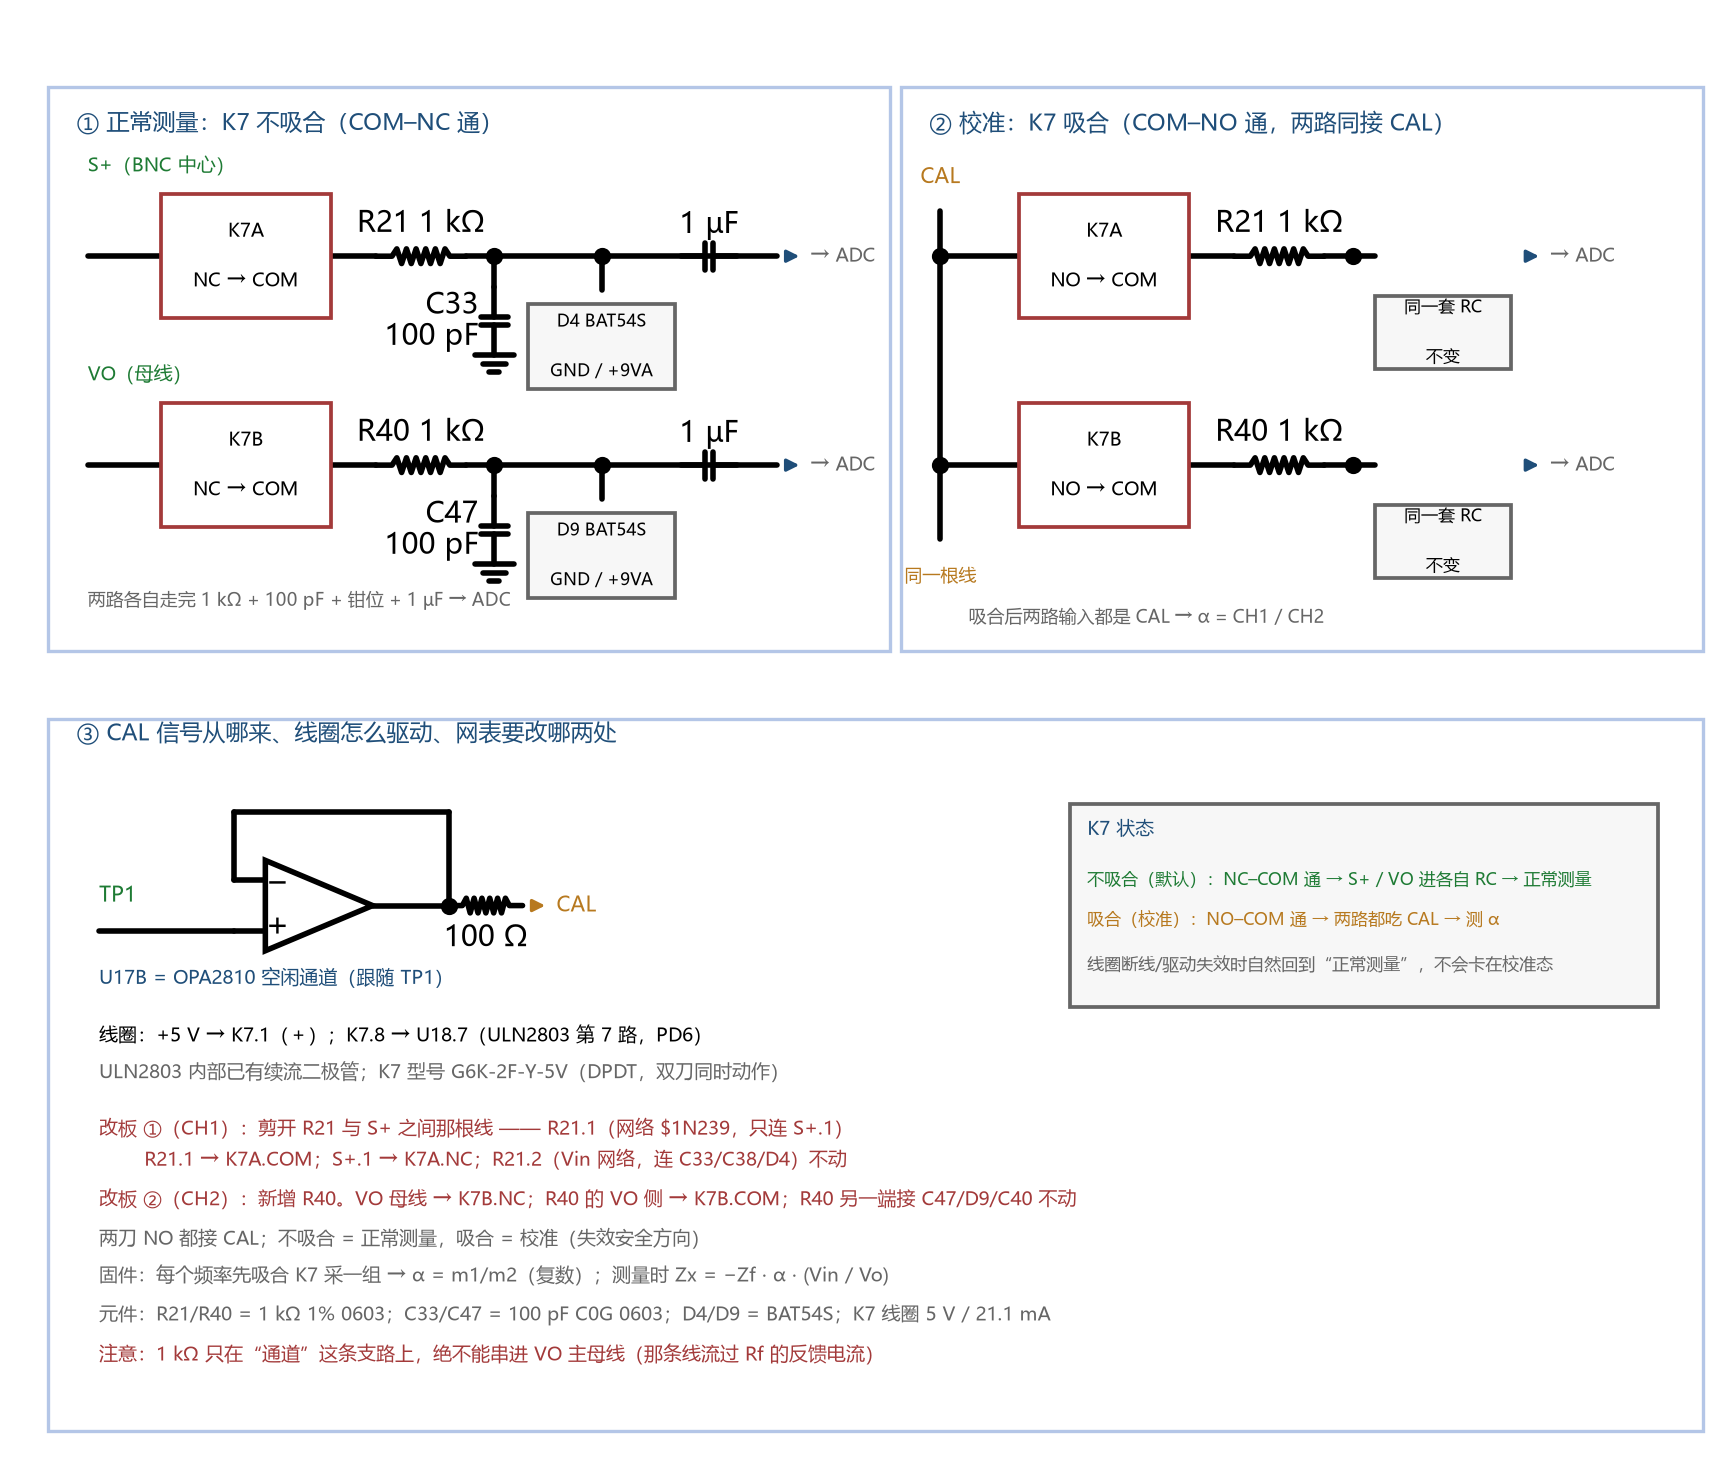 ① 正常测量：K7 不吸合（COM–NC 通）
S+（BNC 中心）
K7A
NC → COM
R21 1 kΩ
1 µF
→ ADC
C33
100 pF
D4 BAT54S
GND / +9VA
VO（母线）
K7B
NC → COM
R40 1 kΩ
1 µF
→ ADC
C47
100 pF
D9 BAT54S
GND / +9VA
两路各自走完 1 kΩ + 100 pF + 钳位 + 1 µF → ADC
② 校准：K7 吸合（COM–NO 通，两路同接 CAL）
CAL
K7A
NO → COM
R21 1 kΩ
→ ADC
同一套 RC
不变
K7B
NO → COM
R40 1 kΩ
→ ADC
同一套 RC
不变
同一根线
吸合后两路输入都是 CAL → α = CH1 / CH2
③ CAL 信号从哪来、线圈怎么驱动、网表要改哪两处
TP1
−
+
100 Ω
CAL
U17B = OPA2810 空闲通道（跟随 TP1）
K7 状态
不吸合（默认）：NC–COM 通 → S+ / VO 进各自 RC → 正常测量
吸合（校准）：NO–COM 通 → 两路都吃 CAL → 测 α
线圈断线/驱动失效时自然回到“正常测量”，不会卡在校准态
线圈：+5 V → K7.1（+）；K7.8 → U18.7（ULN2803 第 7 路，PD6）
ULN2803 内部已有续流二极管；K7 型号 G6K-2F-Y-5V（DPDT，双刀同时动作）
改板 ①（CH1）：剪开 R21 与 S+ 之间那根线 —— R21.1（网络 $1N239，只连 S+.1）
R21.1 → K7A.COM；S+.1 → K7A.NC；R21.2（Vin 网络，连 C33/C38/D4）不动
改板 ②（CH2）：新增 R40。VO 母线 → K7B.NC；R40 的 VO 侧 → K7B.COM；R40 另一端接 C47/D9/C40 不动
两刀 NO 都接 CAL；不吸合 = 正常测量，吸合 = 校准（失效安全方向）
固件：每个频率先吸合 K7 采一组 → α = m1/m2（复数）；测量时 Zx = −Zf · α · (Vin / Vo)
元件：R21/R40 = 1 kΩ 1% 0603；C33/C47 = 100 pF C0G 0603；D4/D9 = BAT54S；K7 线圈 5 V / 21.1 mA
注意：1 kΩ 只在“通道”这条支路上，绝不能串进 VO 主母线（那条线流过 Rf 的反馈电流）